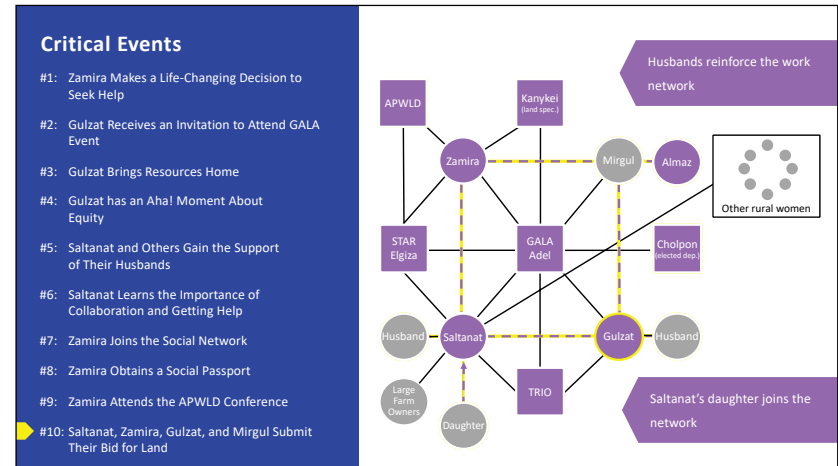 Critical Events
#1: Zamira Makes a Life-Changing Decision to
Seek Help
#2: Gulzat Receives an Invitation to Attend GALA
Event
#3: Gulzat Brings Resources Home
#4: Gulzat has an Aha! Moment About
Equity
#5: Saltanat and Others Gain the Support
of Their Husbands
#6: Saltanat Learns the Importance of
Collaboration and Getting Help
#7: Zamira Joins the Social Network
#8: Zamira Obtains a Social Passport
#9: Zamira Attends the APWLD Conference
#10: Saltanat, Zamira, Gulzat, and Mirgul Submit
Their Bid for Land
Husbands reinforce the work
network
APWLD
Kanykei
(land spec.)
Zamira
Mirgul
Almaz
Other rural women
STAR
Elgiza
GALA
Adel
Cholpon
(elected dep.)
Husband
Saltanat
Gulzat
Husband
Large
Farm
Owners
Daughter
TRIO
Saltanat's daughter joins the
network